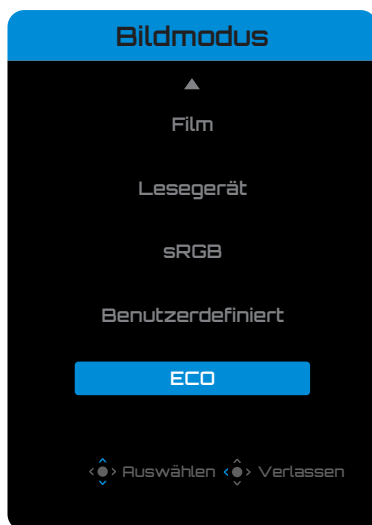 Bildmodus
Film
Lesegerät
sRGB
Benutzerdefiniert
ECO
Auswählen Verlassen